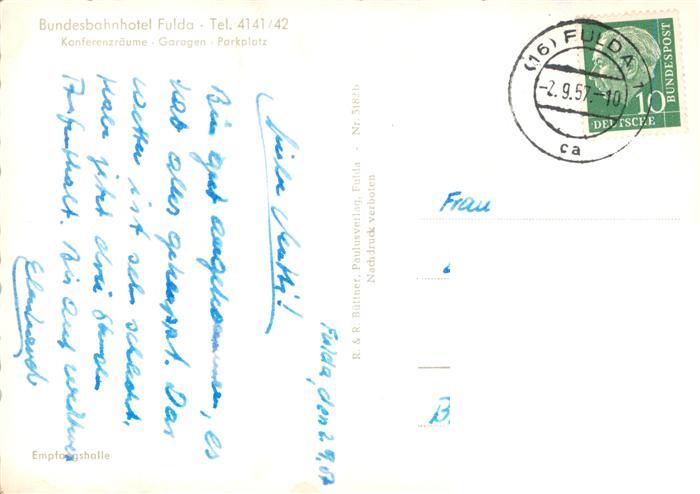 Bundesbahnhotel Fulda - Tel. 4141/42
Konferenzräume · Garagen · Parkplatz
Fulda, den 2.9.57
Liebe Mutti!
Bin gut angekommen, es
hat alles geklappt. Das
Wetter ist sehr schlecht.
Habe jetzt drei Stunden
Aufenthalt. Bis auf
Empfangshalle
R. & R. Büttner, Paulusverlag, Fulda - Nr. 3182b
Nachdruck verboten
(16) FULDA 1
-2.9.57.-10
ca
10
DEUTSCHE
BUNDESPOST
Frau
B